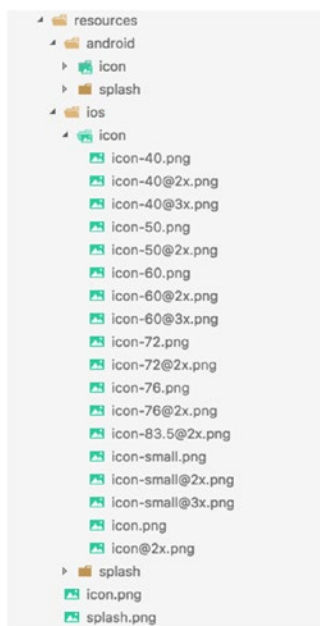 resources
android
icon
splash
ios
icon
icon-40.png
icon-40@2x.png
icon-40@3x.png
icon-50.png
icon-50@2x.png
icon-60.png
icon-60@2x.png
icon-60@3x.png
icon-72.png
icon-72@2x.png
icon-76.png
icon-76@2x.png
icon-83.5@2x.png
icon-small.png
icon-small@2x.png
icon-small@3x.png
icon.png
icon@2x.png
splash
icon.png
splash.png